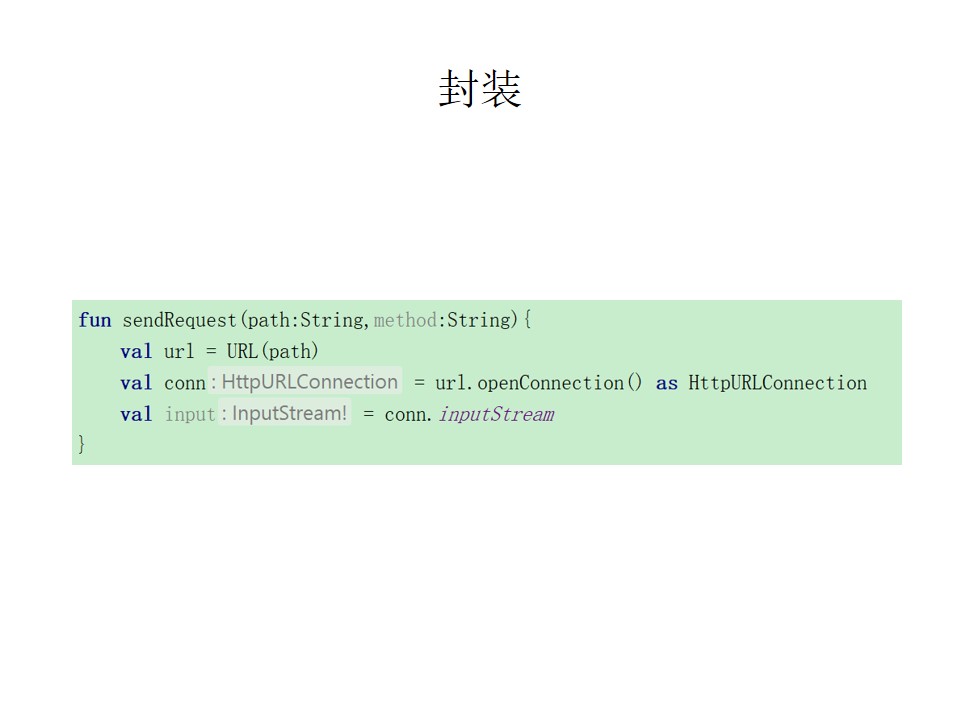 封装
fun sendRequest(path:String,method:String){
val url = URL(path)
val conn : HttpURLConnection = url.openConnection() as HttpURLConnection
val input : InputStream! = conn.inputStream
}